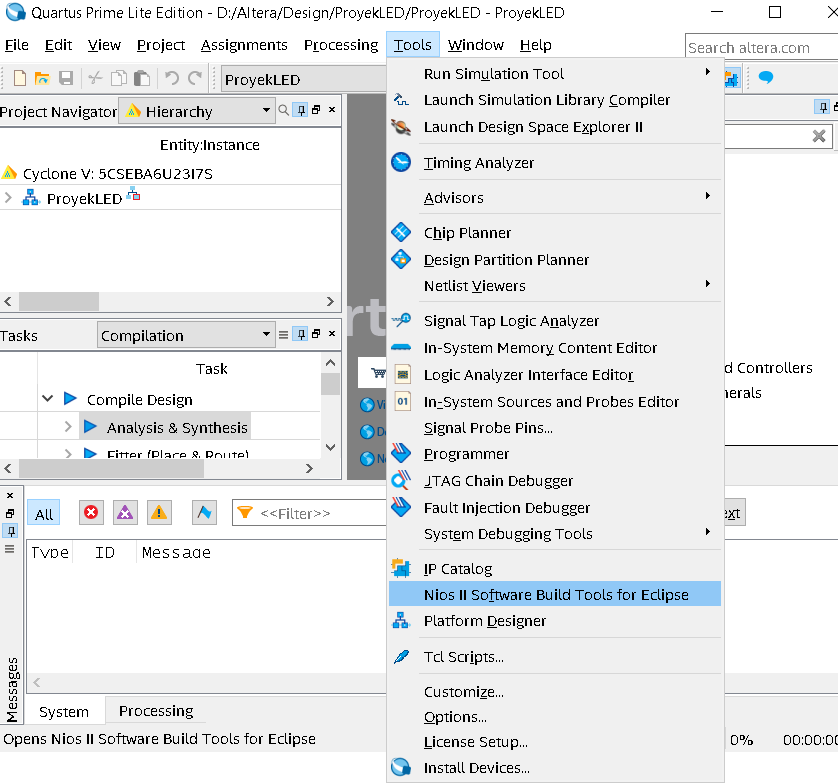 Quartus Prime Lite Edition - D:/Altera/Design/ProyekLED/ProyekLED - ProyekLED
File Edit View Project Assignments Processing Tools Window Help
Search altera.com
ProyekLED
Project Navigator Hierarchy
Entity:Instance
Cyclone V: 5CSEBA6U23I7S
ProyekLED
Tasks Compilation
Task
Compile Design
Analysis & Synthesis
Fitter (Place & Route)
All <<Filter>>
Type ID Message
Messages
System Processing
Opens Nios II Software Build Tools for Eclipse
Run Simulation Tool
Launch Simulation Library Compiler
Launch Design Space Explorer II
Timing Analyzer
Advisors
Chip Planner
Design Partition Planner
Netlist Viewers
Signal Tap Logic Analyzer
In-System Memory Content Editor
Logic Analyzer Interface Editor
In-System Sources and Probes Editor
Signal Probe Pins...
Programmer
JTAG Chain Debugger
Fault Injection Debugger
System Debugging Tools
IP Catalog
Nios II Software Build Tools for Eclipse
Platform Designer
Tcl Scripts...
Customize...
Options...
License Setup...
Install Devices...
d Controllers
0% 00:00:00